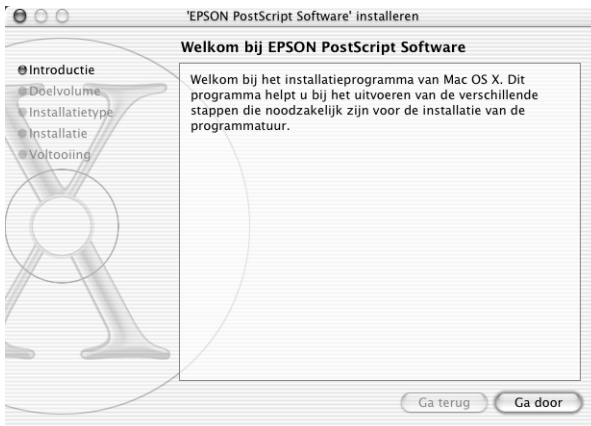 'EPSON PostScript Software' installeren
Welkom bij EPSON PostScript Software
Introductie
Doelvolume
Installatietype
Installatie
Voltooiing
Welkom bij het installatieprogramma van Mac OS X. Dit
programma helpt u bij het uitvoeren van de verschillende
stappen die noodzakelijk zijn voor de installatie van de
programmatuur.
Ga terug
Ga door